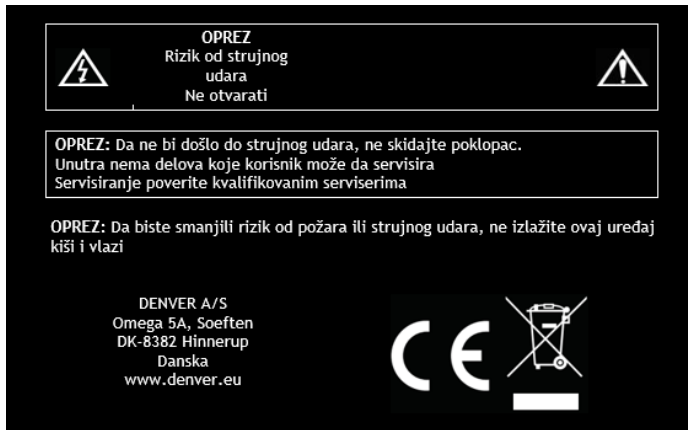 OPREZ
Rizik od strujnog
udara
Ne otvarati
OPREZ: Da ne bi došlo do strujnog udara, ne skidajte poklopac.
Unutra nema delova koje korisnik može da servisira
Servisiranje poverite kvalifikovanim serviserima
OPREZ: Da biste smanjili rizik od požara ili strujnog udara, ne izlažite ovaj uređaj
kiši i vlazi
DENVER A/S
Omega 5A, Soeften
DK-8382 Hinnerup
Danska
www.denver.eu
CE